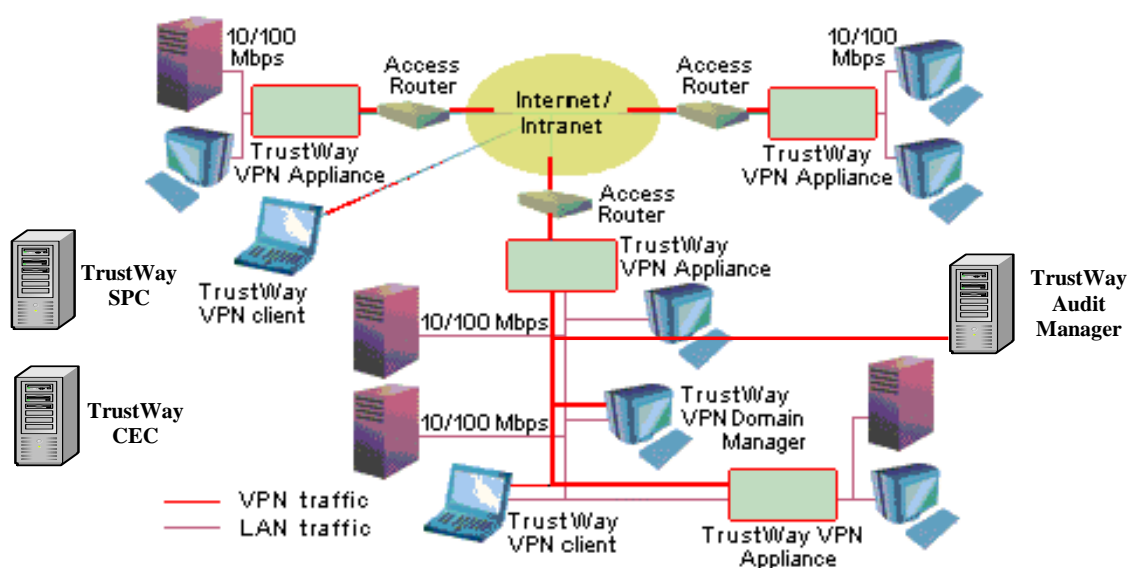 10/100
Mbps
Access
Router
Internet/
Intranet
Access
Router
10/100
Mbps
TrustWay
VPN Appliance
TrustWay
VPN Appliance
Access
Router
TrustWay
SPC
TrustWay
VPN client
TrustWay
VPN Appliance
TrustWay
Audit
Manager
10/100 Mbps
TrustWay
CEC
10/100 Mbps
TrustWay
VPN Domain
Manager
VPN traffic
LAN traffic
TrustWay
VPN client
TrustWay VPN
Appliance